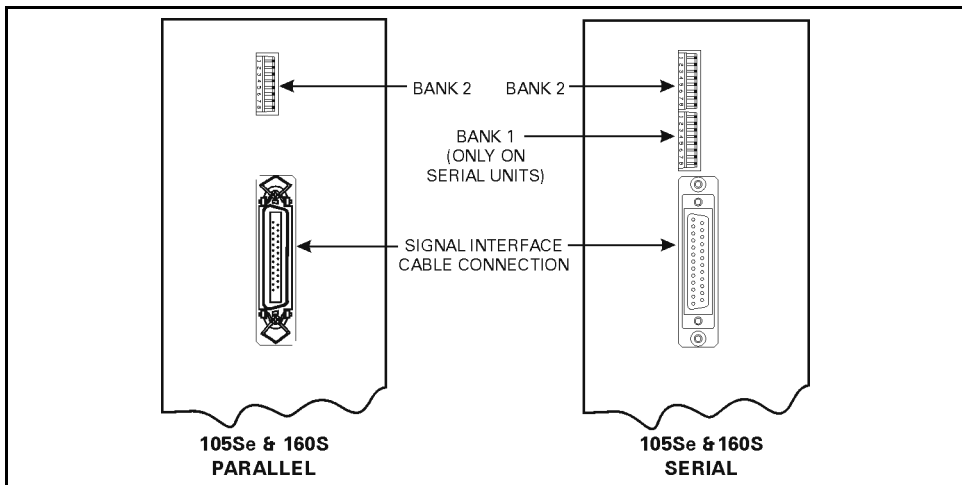 BANK 2
BANK 2
BANK 1
(ONLY ON
SERIAL UNITS)
SIGNAL INTERFACE
CABLE CONNECTION
105Se & 160S
PARALLEL
105Se & 160S
SERIAL